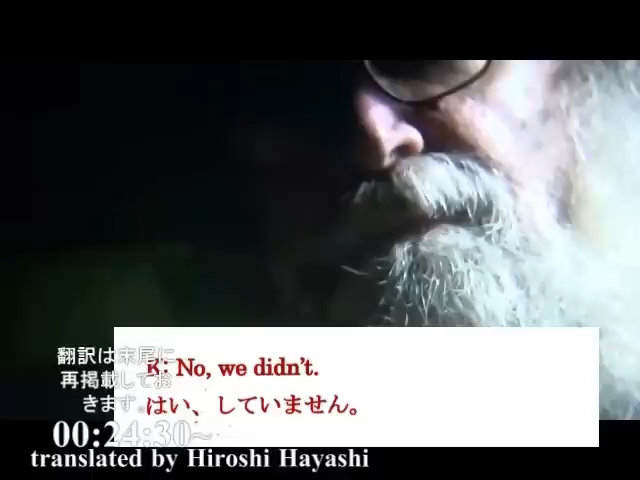 K: No, we didn't.
はい、していません。
翻訳は末尾に
再掲載してお
きます。
00:24:30~
translated by Hiroshi Hayashi